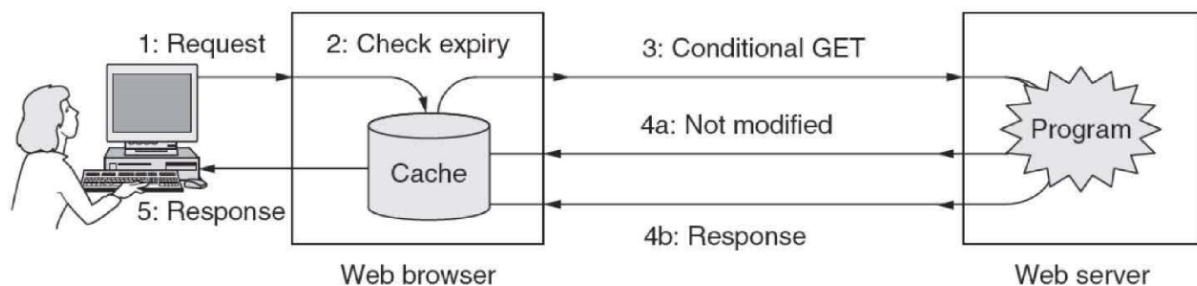 1: Request
2: Check expiry
3: Conditional GET
4a: Not modified
Program
Cache
5: Response
4b: Response
Web browser
Web server